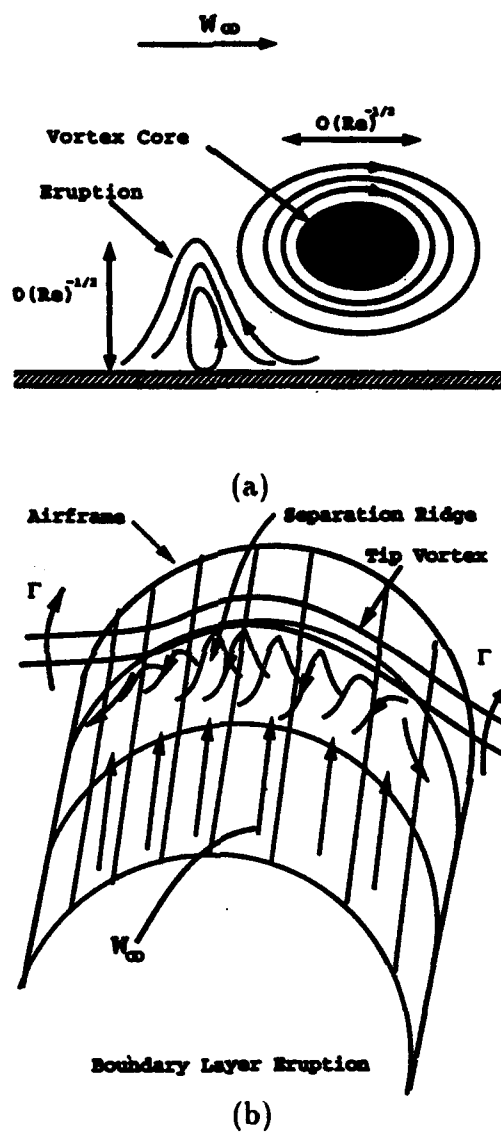 W∞
O(Re)^-1/2
Vortex Core
Eruption
O(Re)^-1/2
(a)
Airframe
Separation Ridge
Tip Vortex
Γ
Γ
W∞
Boundary Layer Eruption
(b)